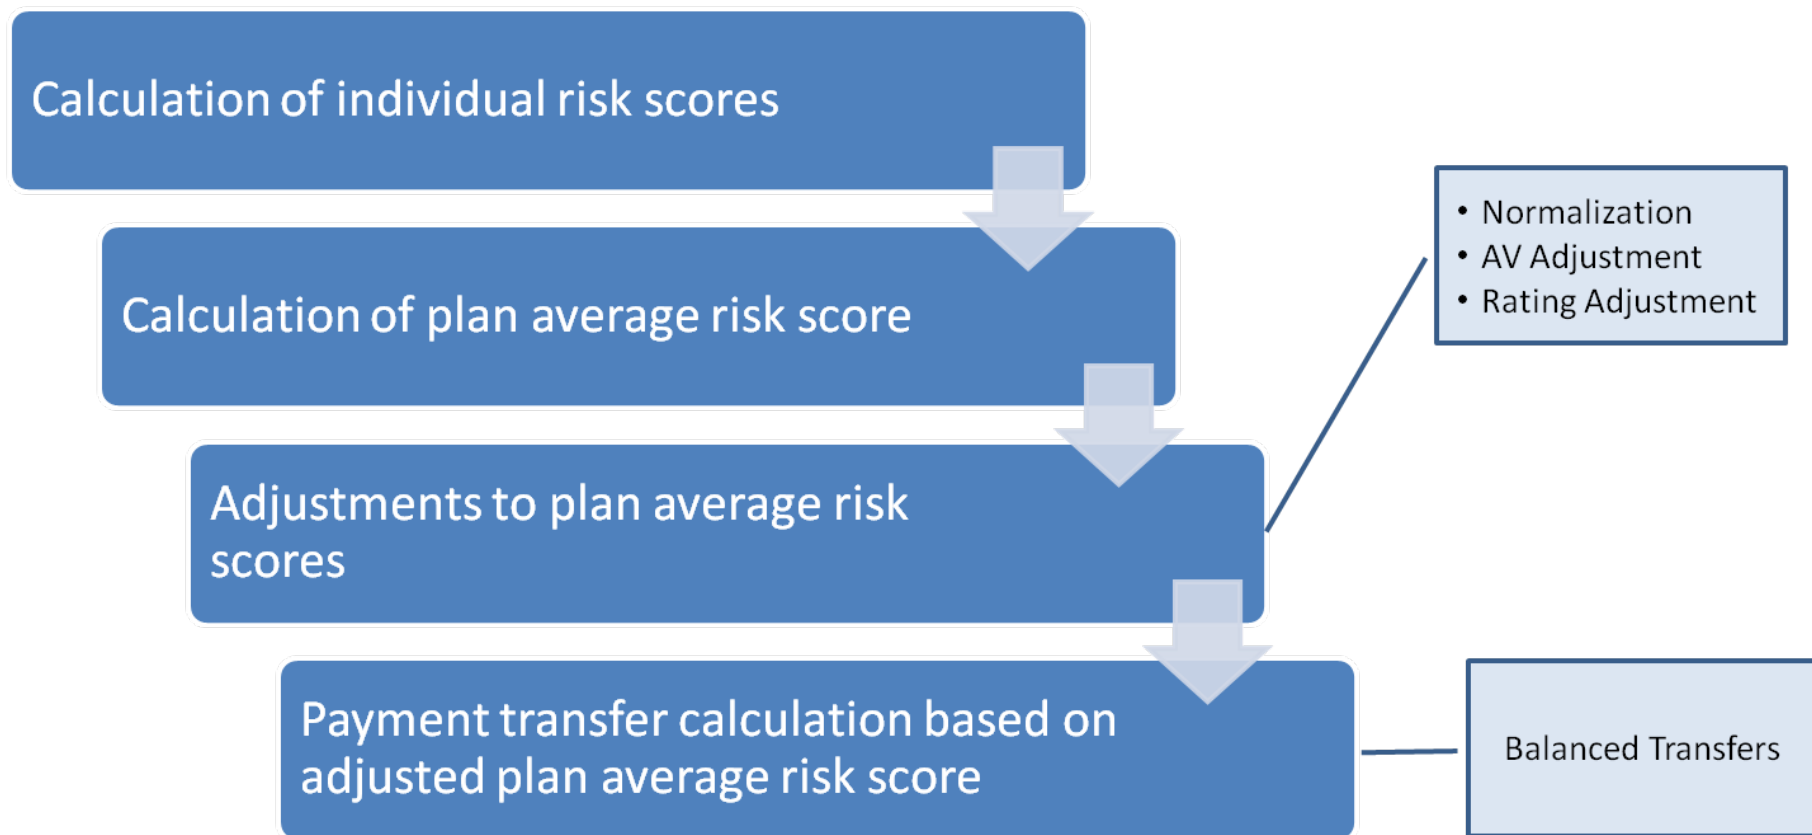 Calculation of individual risk scores
Calculation of plan average risk score
Adjustments to plan average risk
scores
Payment transfer calculation based on
adjusted plan average risk score
• Normalization
• AV Adjustment
• Rating Adjustment
Balanced Transfers